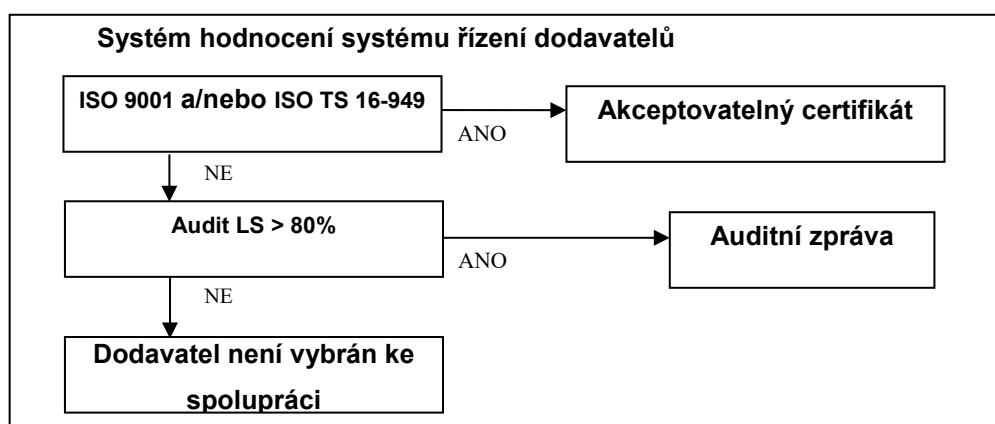 Systém hodnocení systému řízení dodavatelů
ISO 9001 a/nebo ISO TS 16-949
ANO
Akceptovatelný certifikát
NE
Audit LS > 80%
ANO
Auditní zpráva
NE
Dodavatel není vybrán ke
spolupráci